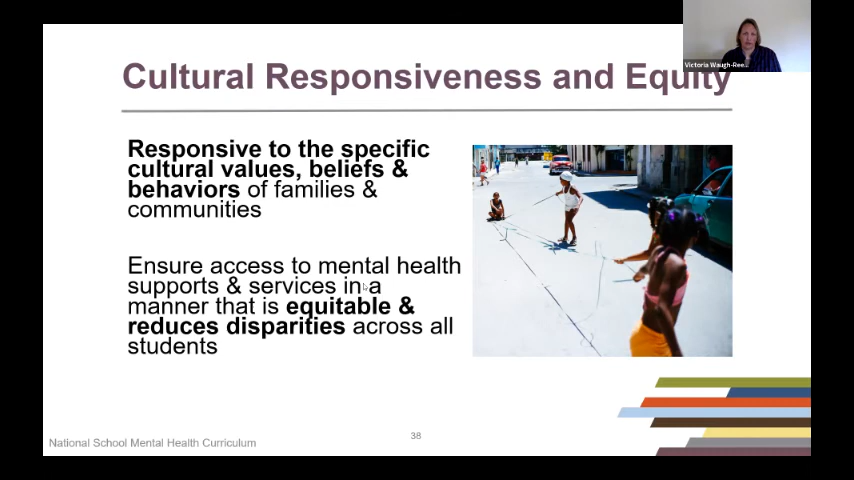 Cultural Responsiveness and Equity
Victoria Waugh-Ree...
Responsive to the specific
cultural values, beliefs &
behaviors of families &
communities
Ensure access to mental health
supports & services in a
manner that is equitable &
reduces disparities across all
students
National School Mental Health Curriculum
38